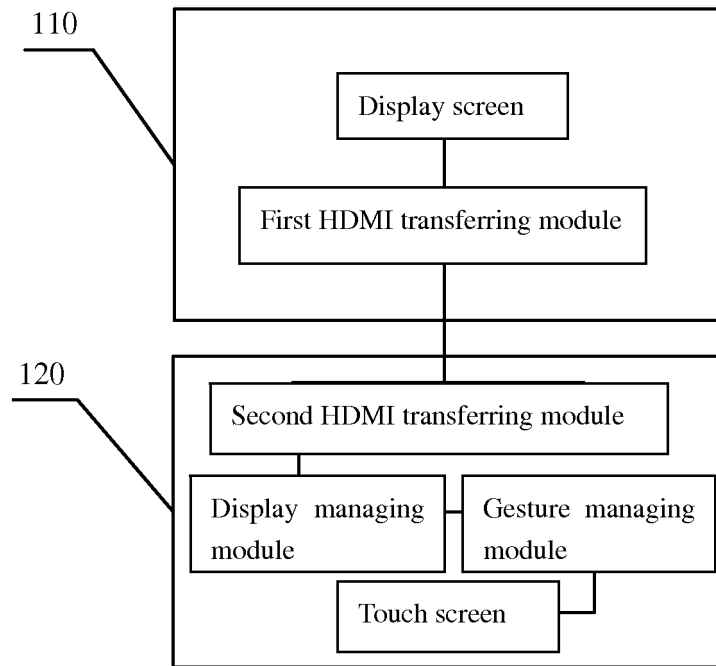 110
Display screen
First HDMI transferring module
120
Second HDMI transferring module
Display managing
module
Gesture managing
module
Touch screen